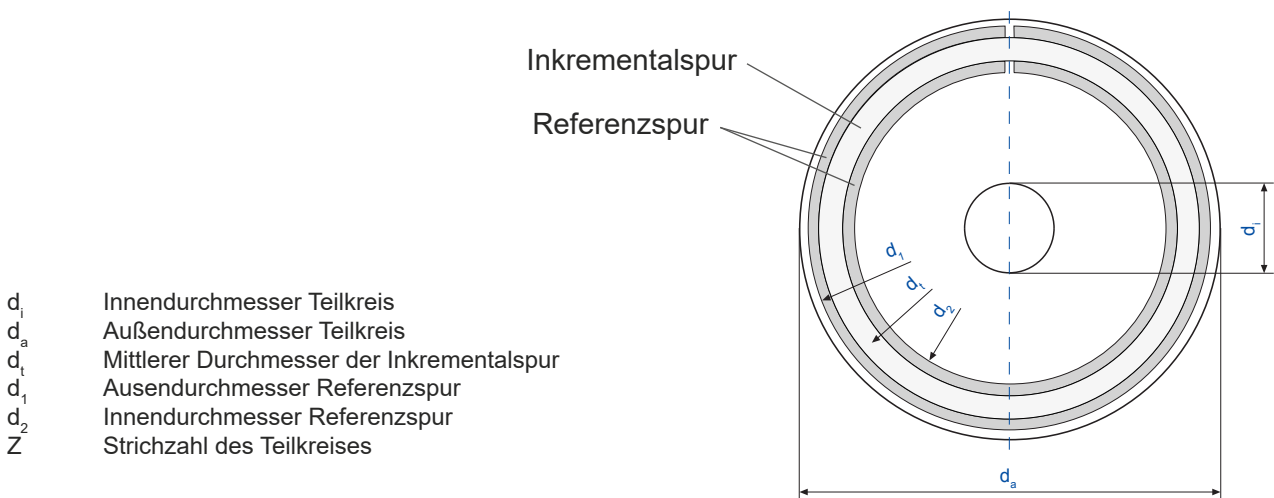 Inkrementalspur
Referenzspur
d₁
dₜ
d₂
dᵢ
dₐ
dᵢ Innendurchmesser Teilkreis
dₐ Außendurchmesser Teilkreis
dₜ Mittlerer Durchmesser der Inkrementalspur
d₁ Ausendurchmesser Referenzspur
d₂ Innendurchmesser Referenzspur
Z Strichzahl des Teilkreises